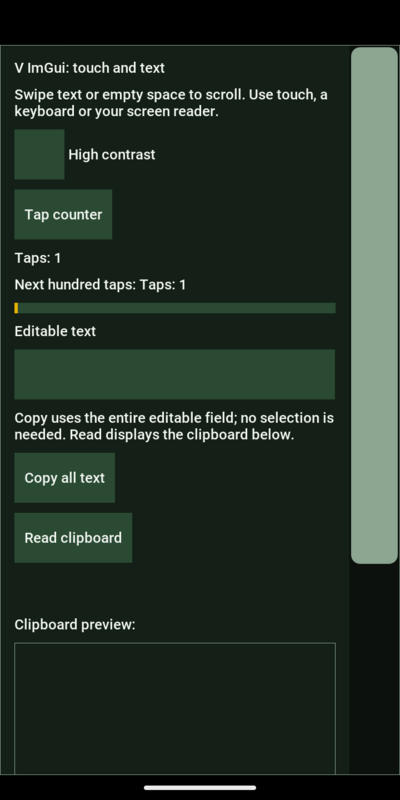 V ImGui: touch and text
Swipe text or empty space to scroll. Use touch, a
keyboard or your screen reader.
High contrast
Tap counter
Taps: 1
Next hundred taps: Taps: 1
Editable text
Copy uses the entire editable field; no selection is
needed. Read displays the clipboard below.
Copy all text
Read clipboard
Clipboard preview: